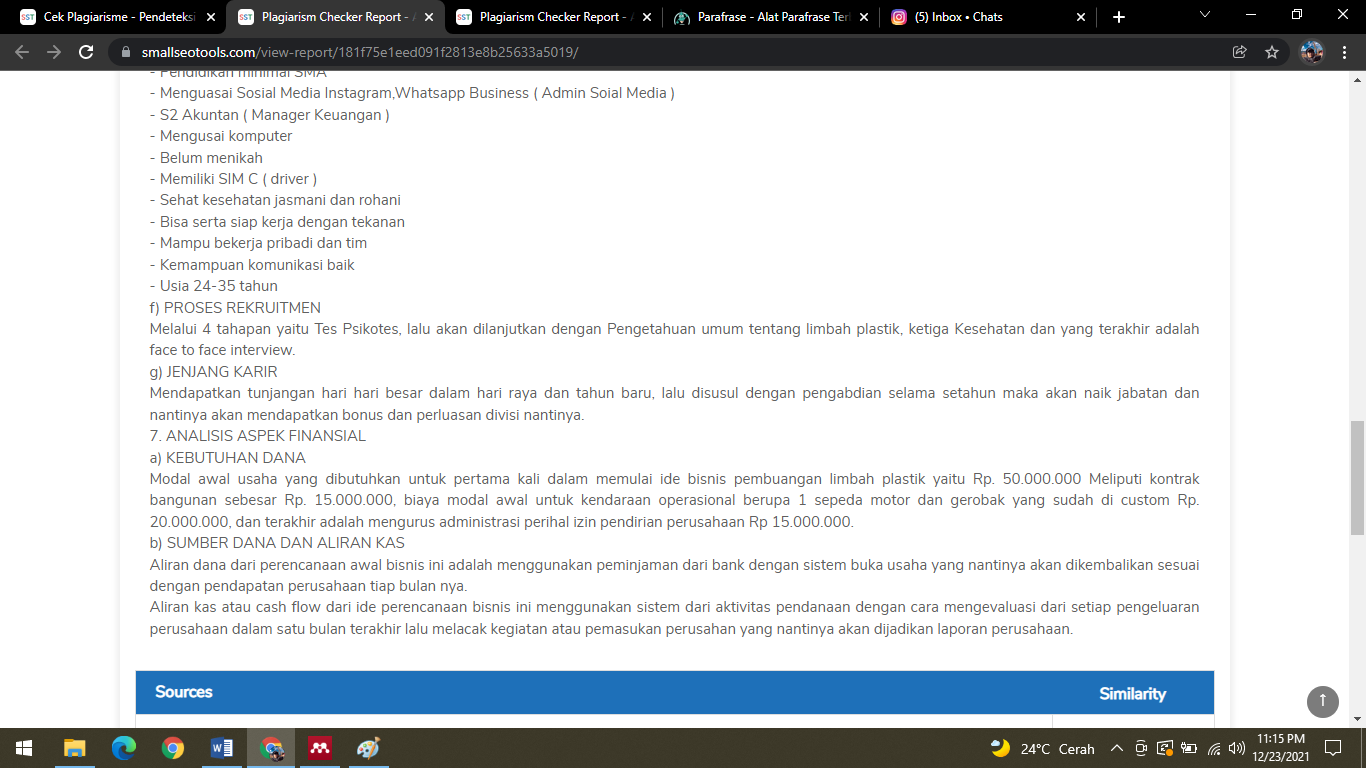 Cek Plagiarisme - Pendeteksi
Plagiarism Checker Report -
Plagiarism Checker Report -
Parafrase - Alat Parafrase Ter
(5) Inbox • Chats
smallseotools.com/view-report/181f75e1eed091f2813e8b25633a5019/
- Pendidikan minimal SMA
- Menguasai Sosial Media Instagram,Whatsapp Business ( Admin Soial Media )
- S2 Akuntan ( Manager Keuangan )
- Mengusai komputer
- Belum menikah
- Memiliki SIM C ( driver )
- Sehat kesehatan jasmani dan rohani
- Bisa serta siap kerja dengan tekanan
- Mampu bekerja pribadi dan tim
- Kemampuan komunikasi baik
- Usia 24-35 tahun
f) PROSES REKRUITMEN
Melalui 4 tahapan yaitu Tes Psikotes, lalu akan dilanjutkan dengan Pengetahuan umum tentang limbah plastik, ketiga Kesehatan dan yang terakhir adalah
face to face interview.
g) JENJANG KARIR
Mendapatkan tunjangan hari hari besar dalam hari raya dan tahun baru, lalu disusul dengan pengabdian selama setahun maka akan naik jabatan dan
nantinya akan mendapatkan bonus dan perluasan divisi nantinya.
7. ANALISIS ASPEK FINANSIAL
a) KEBUTUHAN DANA
Modal awal usaha yang dibutuhkan untuk pertama kali dalam memulai ide bisnis pembuangan limbah plastik yaitu Rp. 50.000.000 Meliputi kontrak
bangunan sebesar Rp. 15.000.000, biaya modal awal untuk kendaraan operasional berupa 1 sepeda motor dan gerobak yang sudah di custom Rp.
20.000.000, dan terakhir adalah mengurus administrasi perihal izin pendirian perusahaan Rp 15.000.000.
b) SUMBER DANA DAN ALIRAN KAS
Aliran dana dari perencanaan awal bisnis ini adalah menggunakan peminjaman dari bank dengan sistem buka usaha yang nantinya akan dikembalikan sesuai
dengan pendapatan perusahaan tiap bulan nya.
Aliran kas atau cash flow dari ide perencanaan bisnis ini menggunakan sistem dari aktivitas pendanaan dengan cara mengevaluasi dari setiap pengeluaran
perusahaan dalam satu bulan terakhir lalu melacak kegiatan atau pemasukan perusahan yang nantinya akan dijadikan laporan perusahaan.
Sources
Similarity
24°C Cerah
11:15 PM
12/23/2021